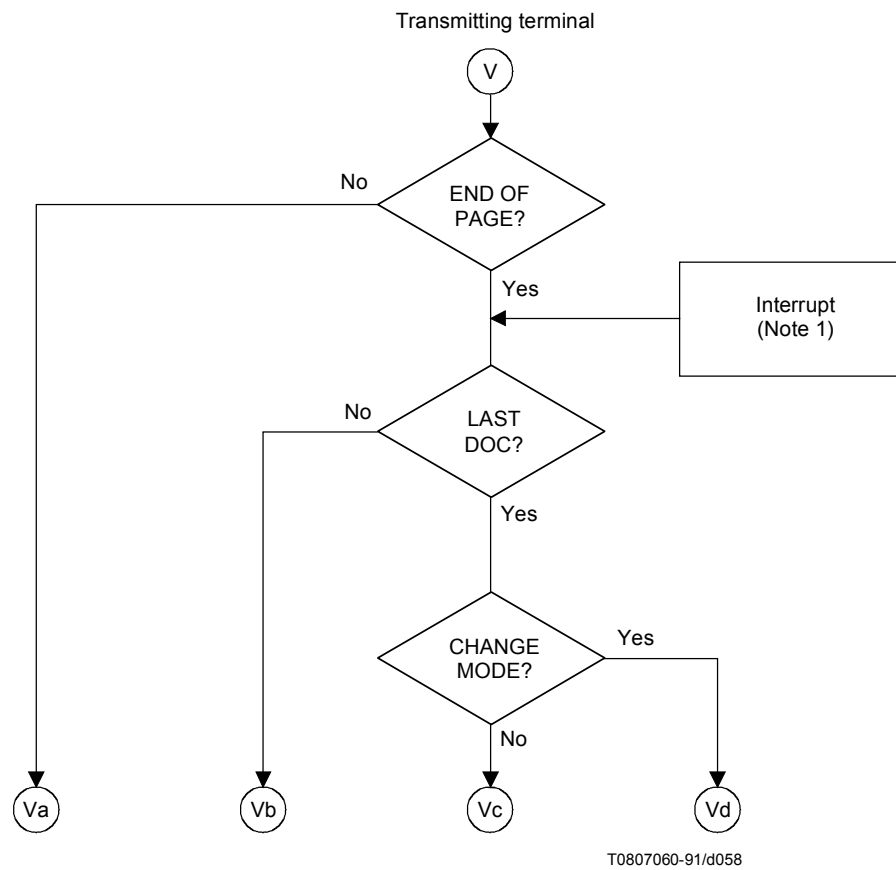 Transmitting terminal
V
No
END OF
PAGE?
Yes
Interrupt
(Note 1)
No
LAST
DOC?
Yes
CHANGE
MODE?
Yes
No
Va
Vb
Vc
Vd
T0807060-91/d058